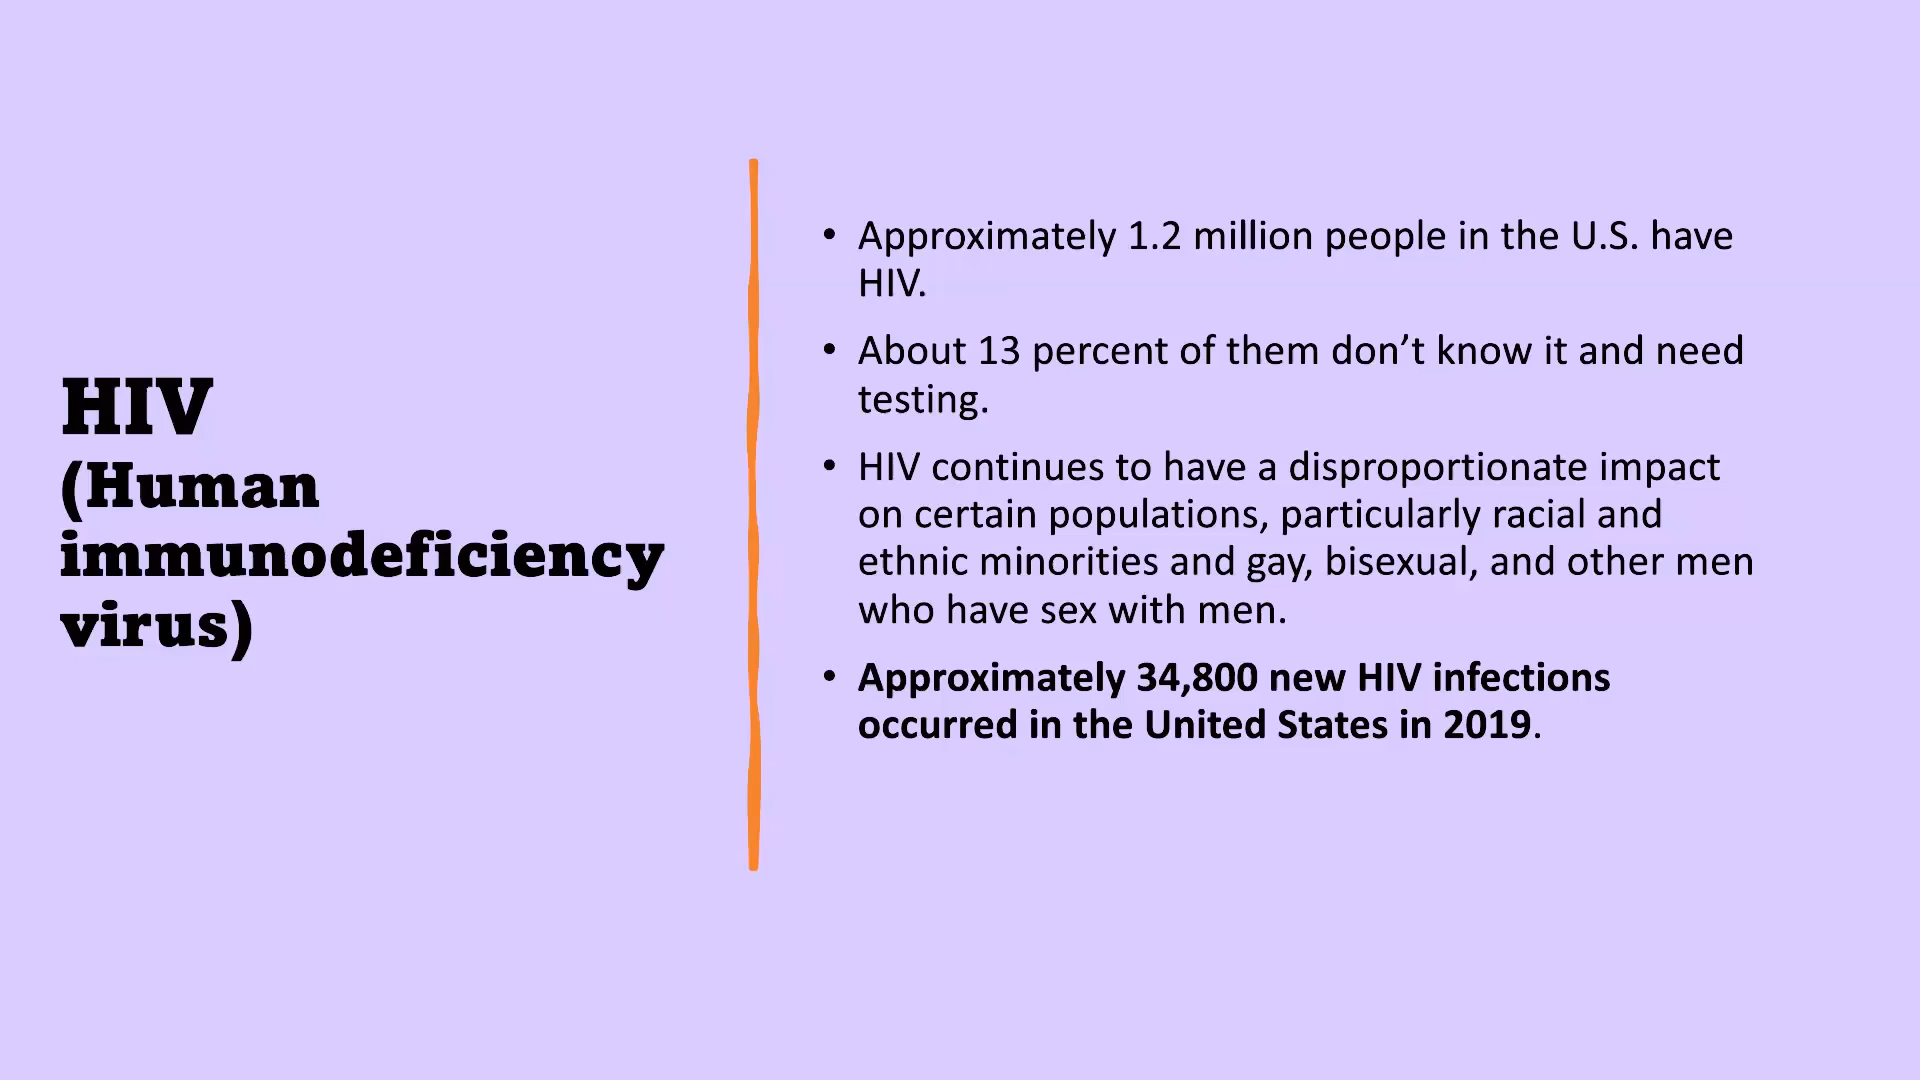 HIV
(Human
immunodeficiency
virus)
• Approximately 1.2 million people in the U.S. have
HIV.
• About 13 percent of them don’t know it and need
testing.
• HIV continues to have a disproportionate impact
on certain populations, particularly racial and
ethnic minorities and gay, bisexual, and other men
who have sex with men.
• Approximately 34,800 new HIV infections
occurred in the United States in 2019.